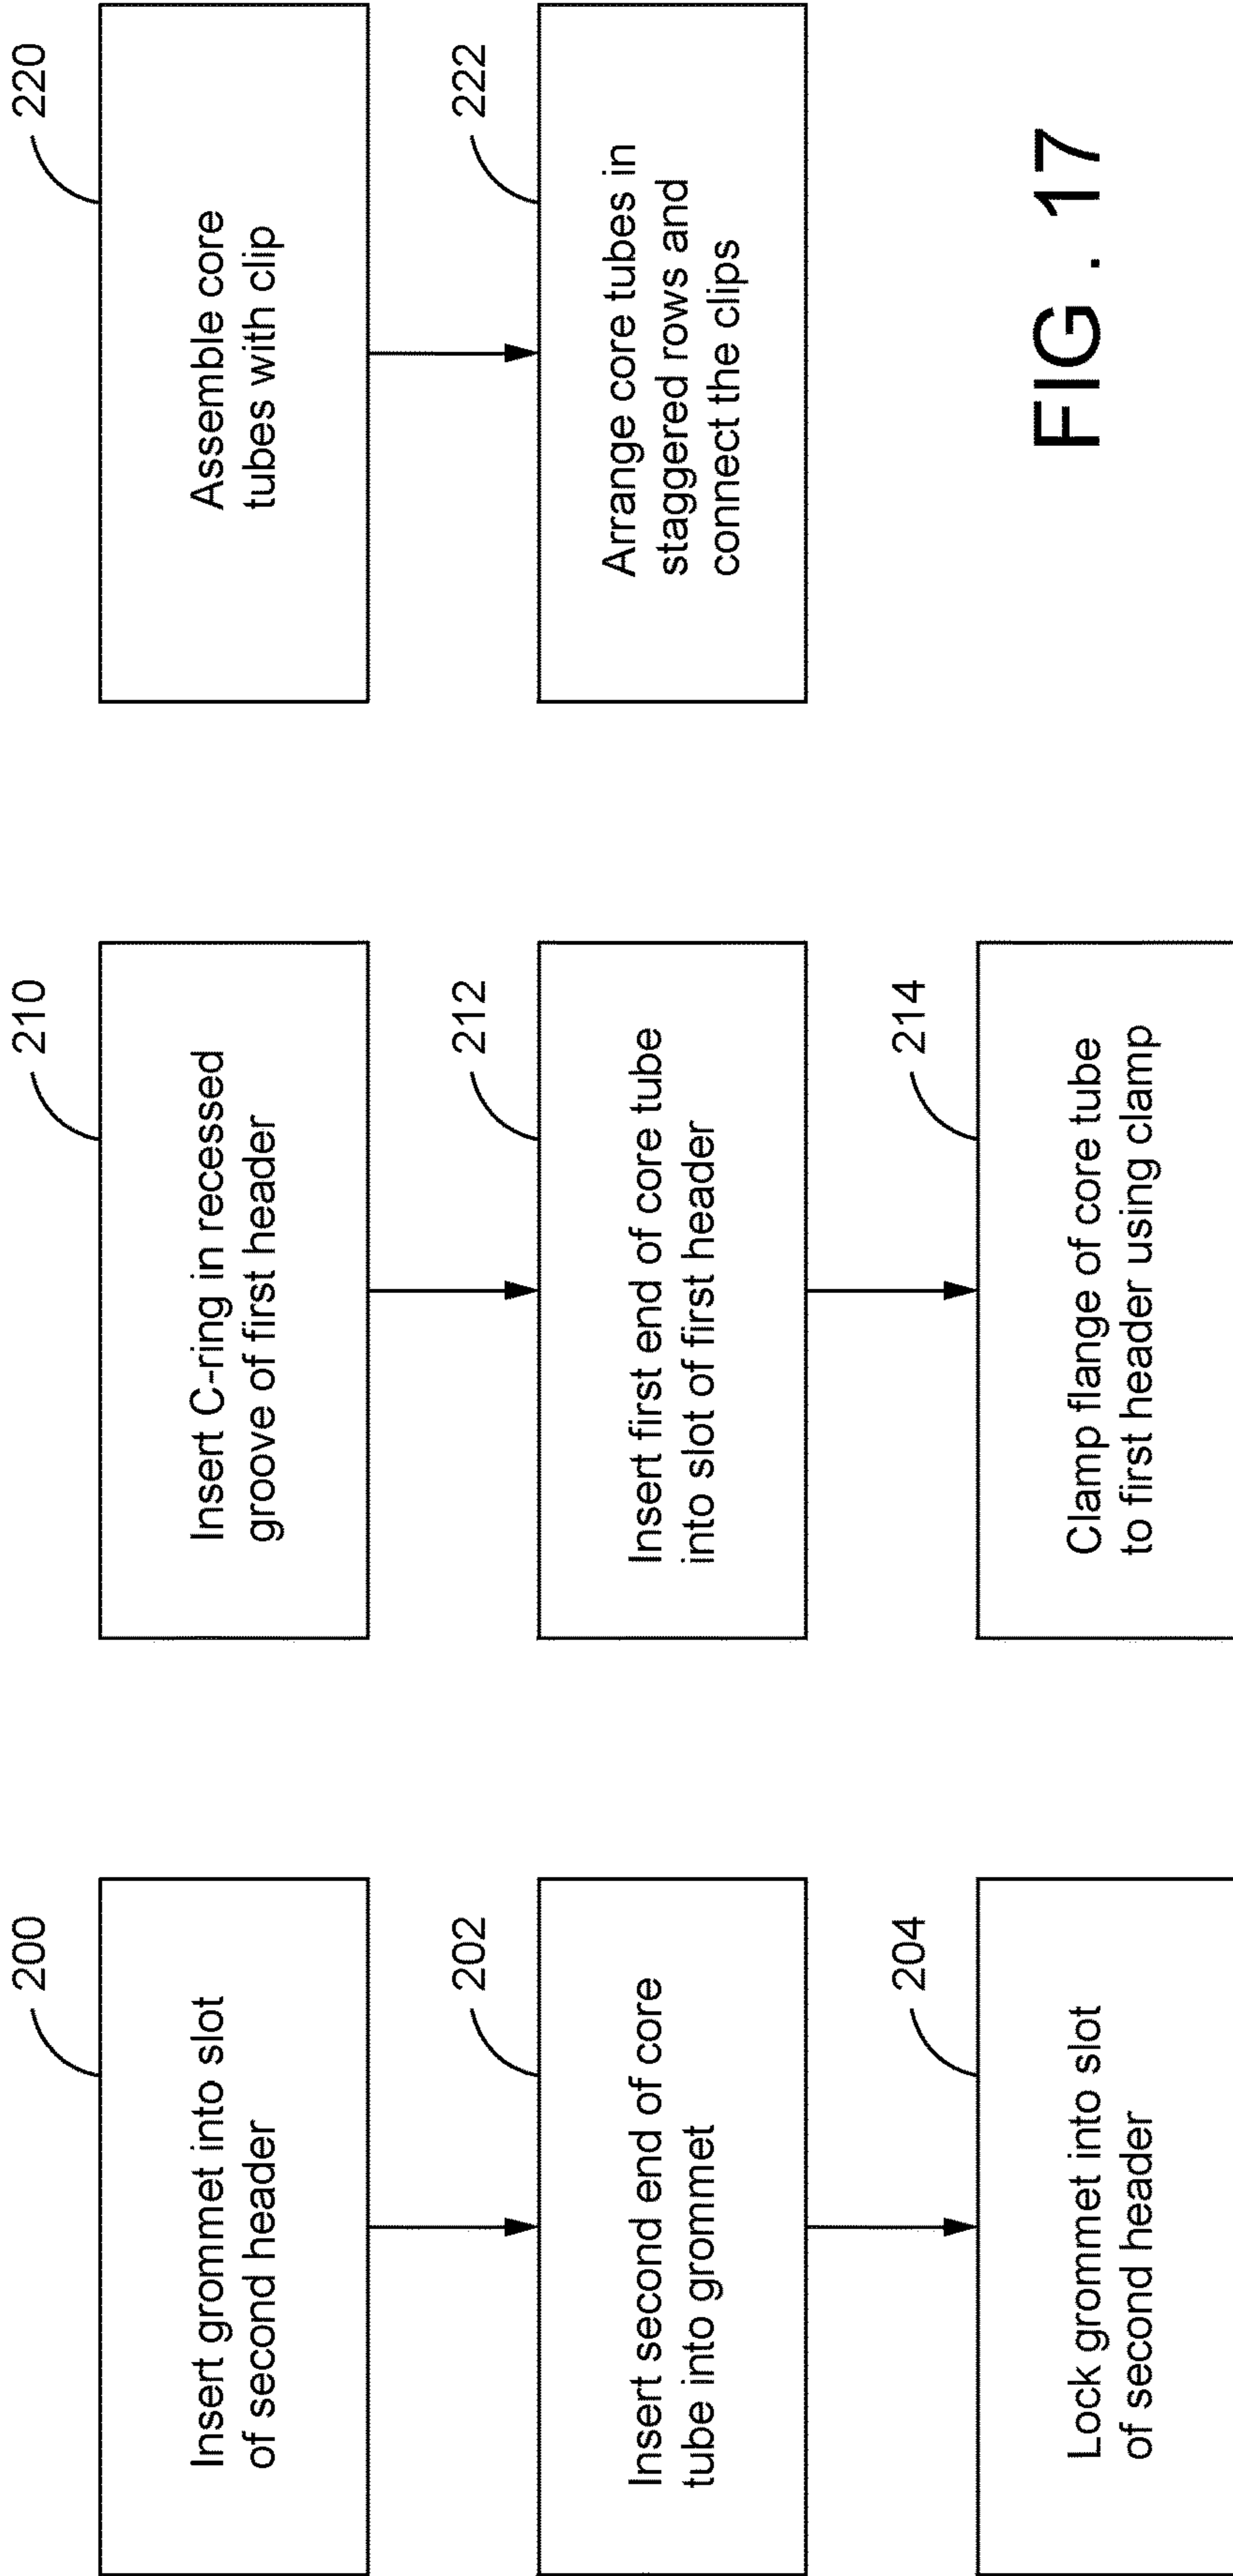 200
Insert grommet into slot
of second header
202
Insert second end of core
tube into grommet
204
Lock grommet into slot
of second header
210
Insert C-ring in recessed
groove of first header
212
Insert first end of core tube
into slot of first header
214
Clamp flange of core tube
to first header using clamp
220
Assemble core
tubes with clip
222
Arrange core tubes in
staggered rows and
connect the clips
FIG. 17